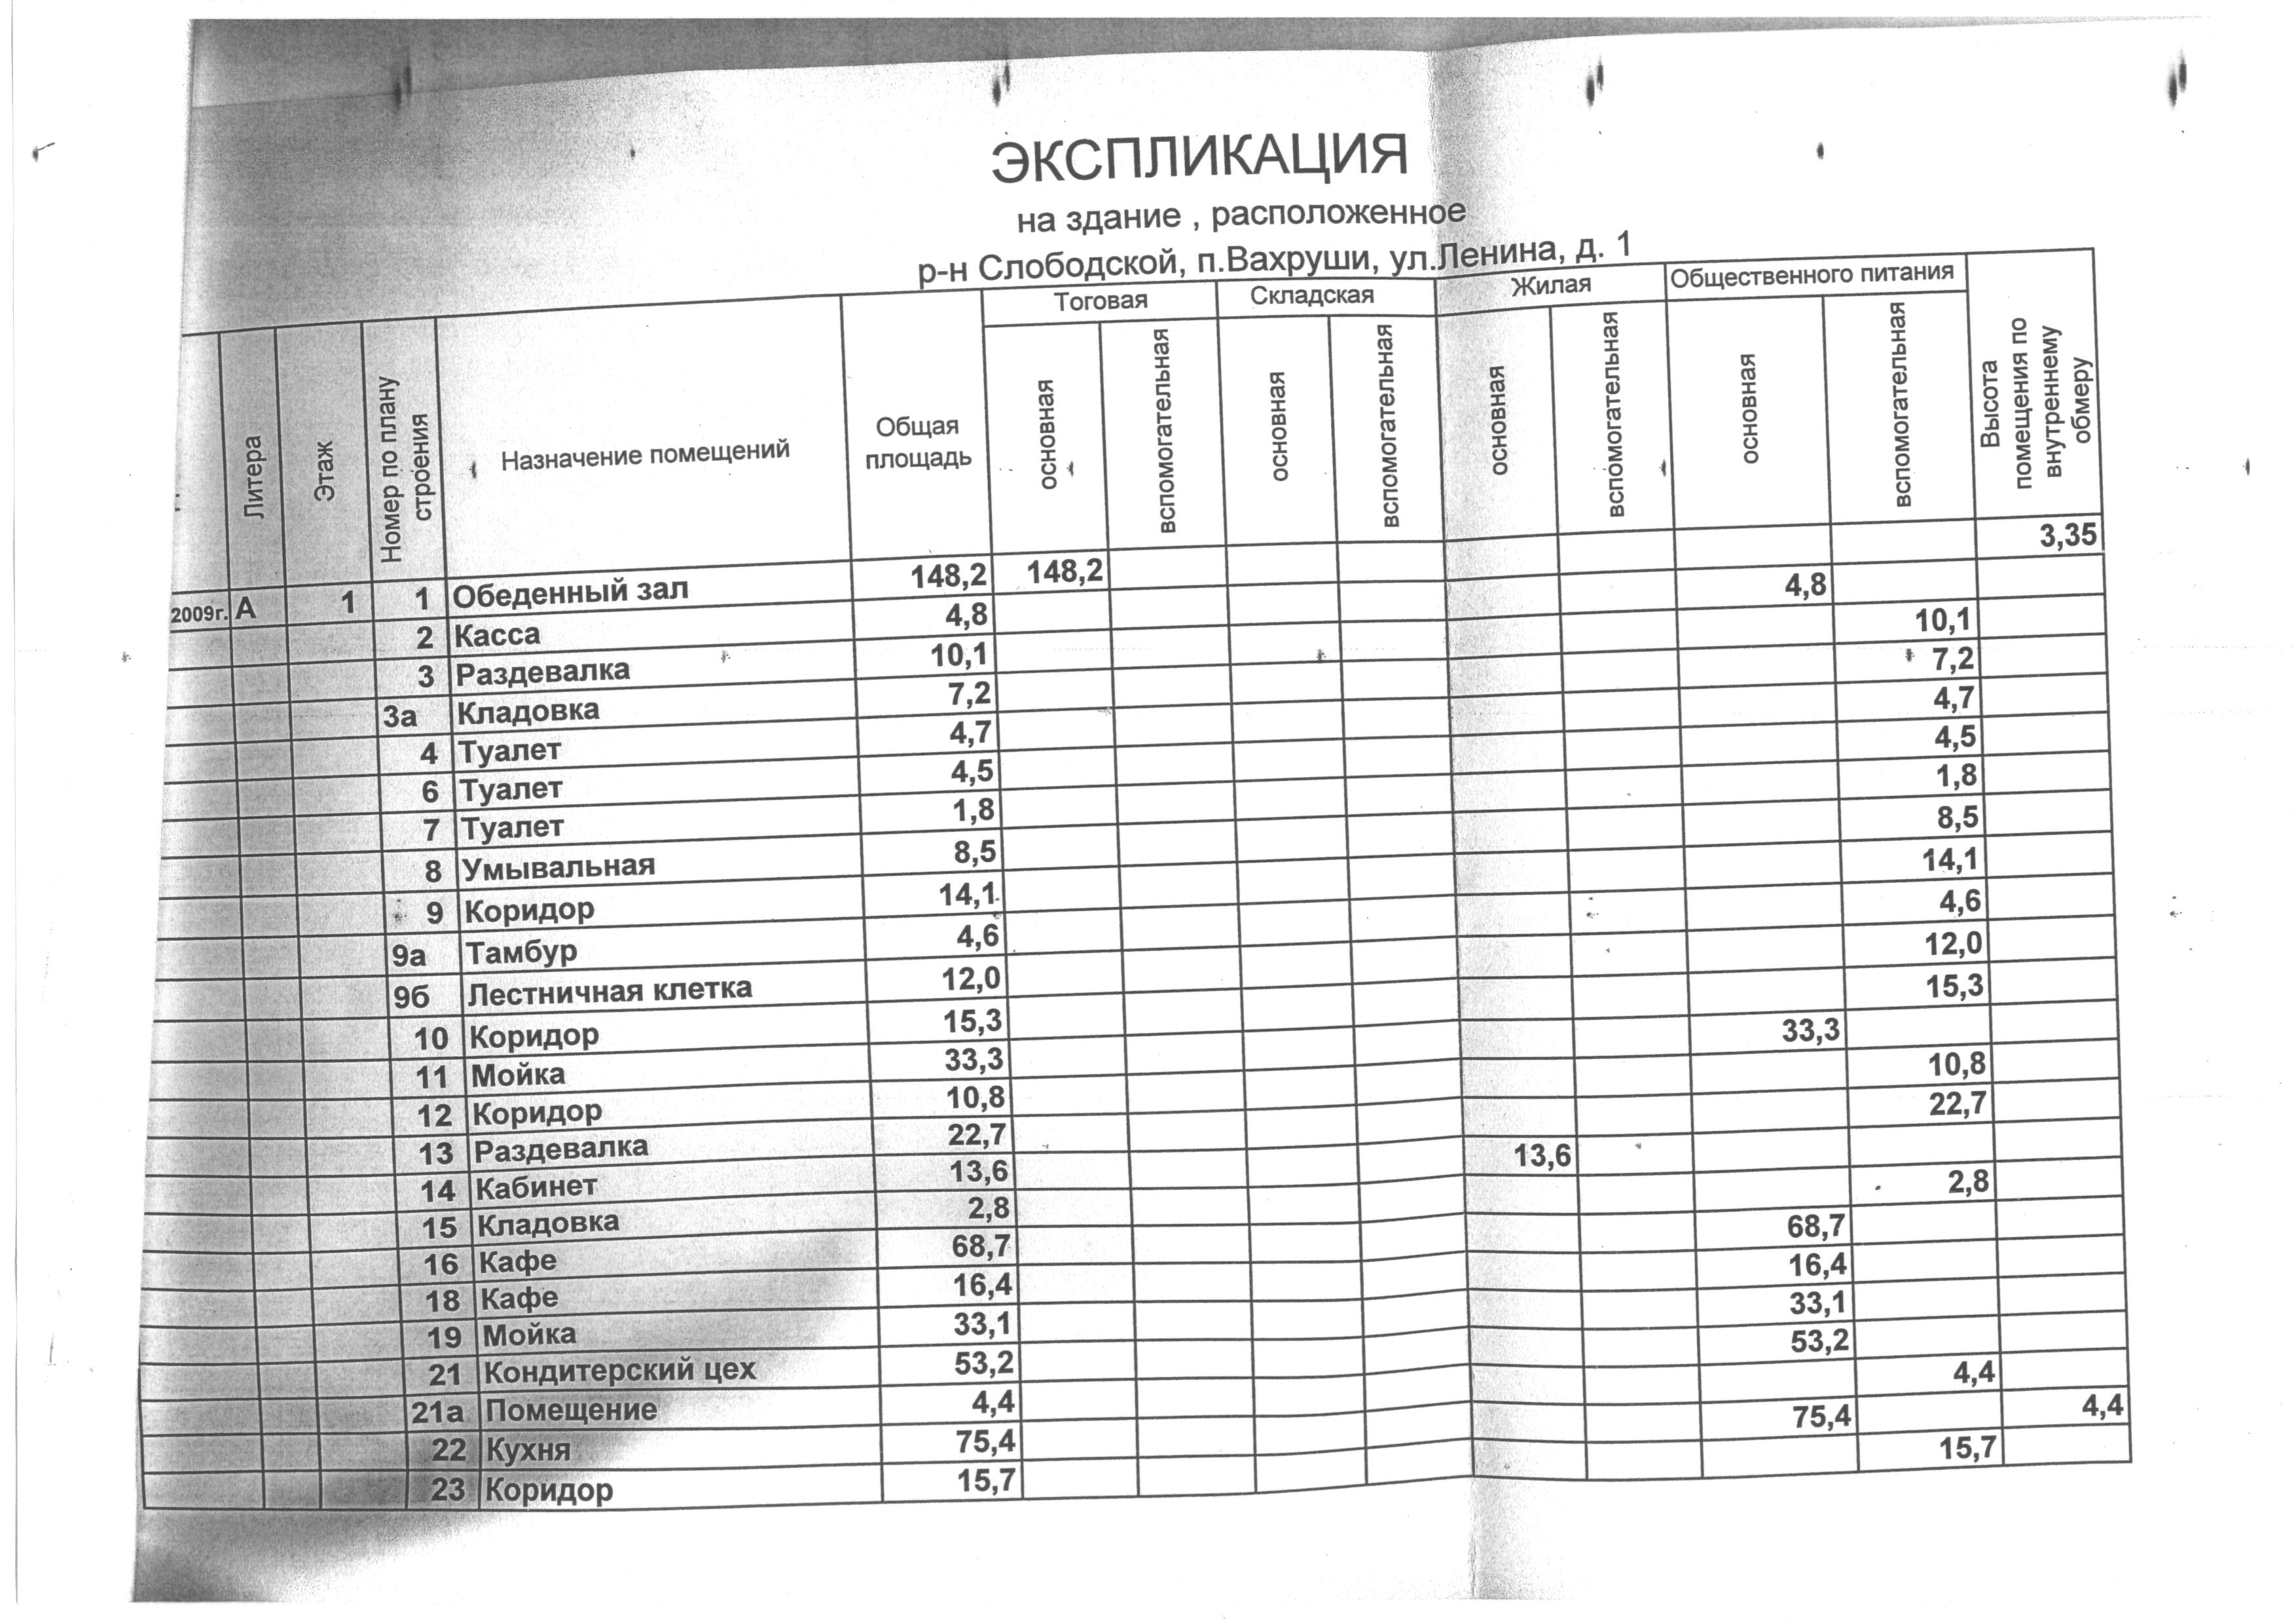 ЭКСПЛИКАЦИЯ
на здание , расположенное
р-н Слободской, п.Вахруши, ул.Ленина, д. 1
Литера Этаж Номер по плану строения Назначение помещений Общая площадь Тоговая Складская Жилая Общественного питания Высота помещения по внутреннему обмеру
основная вспомогательная основная вспомогательная основная вспомогательная основная вспомогательная
2009г. А 1 1 Обеденный зал 148,2 148,2 3,35
2 Касса 4,8 4,8
3 Раздевалка 10,1 10,1
3а Кладовка 7,2 7,2
4 Туалет 4,7 4,7
6 Туалет 4,5 4,5
7 Туалет 1,8 1,8
8 Умывальная 8,5 8,5
9 Коридор 14,1 14,1
9а Тамбур 4,6 4,6
9б Лестничная клетка 12,0 12,0
10 Коридор 15,3 15,3
11 Мойка 33,3 33,3
12 Коридор 10,8 10,8
13 Раздевалка 22,7 22,7
14 Кабинет 13,6 13,6
15 Кладовка 2,8 2,8
16 Кафе 68,7 68,7
18 Кафе 16,4 16,4
19 Мойка 33,1 33,1
21 Кондитерский цех 53,2 53,2
21а Помещение 4,4 4,4
22 Кухня 75,4 75,4 4,4
23 Коридор 15,7 15,7